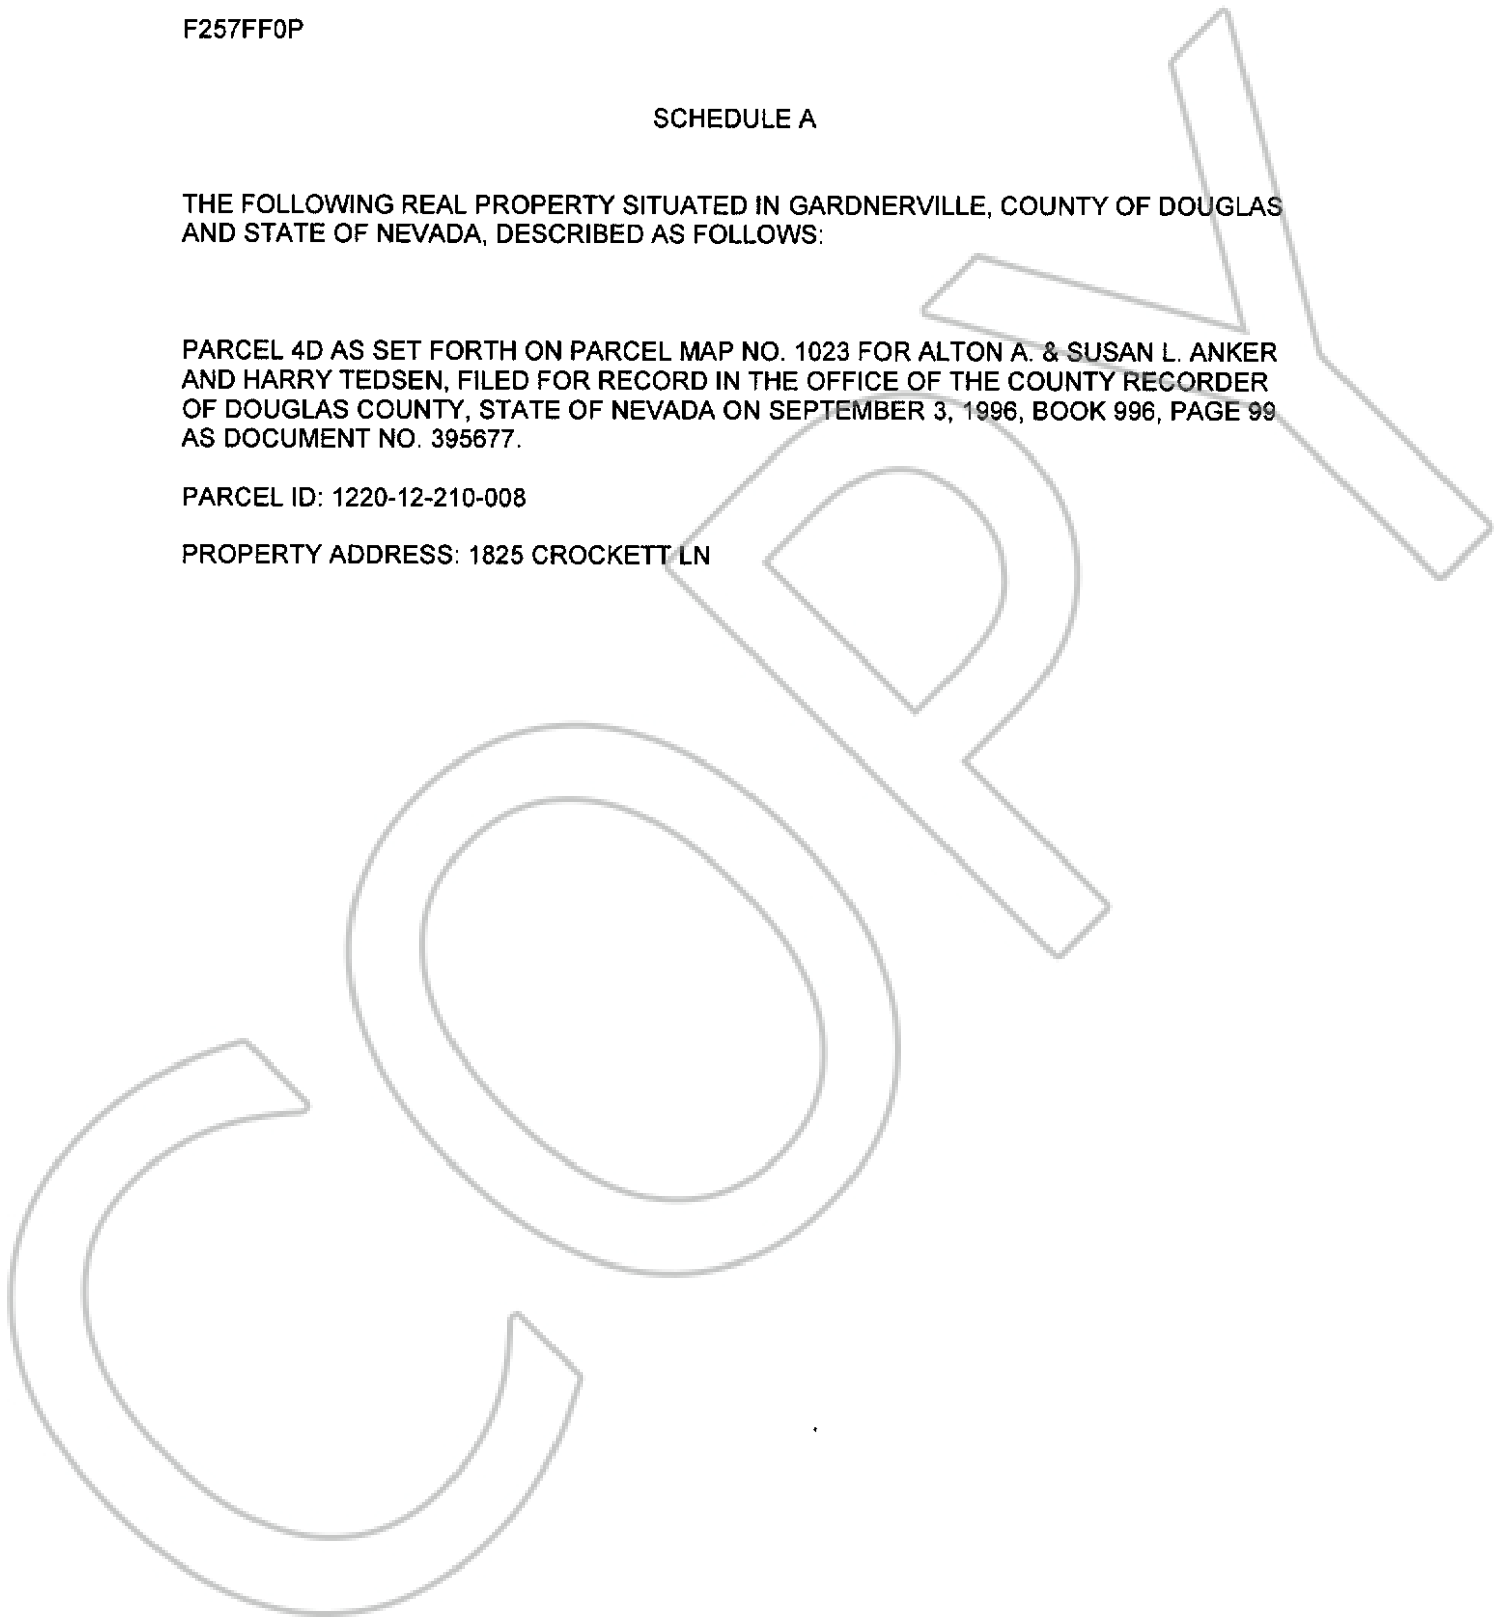 F257FF0P
SCHEDULE A
THE FOLLOWING REAL PROPERTY SITUATED IN GARDNERVILLE, COUNTY OF DOUGLAS
AND STATE OF NEVADA, DESCRIBED AS FOLLOWS:
PARCEL 4D AS SET FORTH ON PARCEL MAP NO. 1023 FOR ALTON A. & SUSAN L. ANKER
AND HARRY TEDSEN, FILED FOR RECORD IN THE OFFICE OF THE COUNTY RECORDER
OF DOUGLAS COUNTY, STATE OF NEVADA ON SEPTEMBER 3, 1996, BOOK 996, PAGE 99
AS DOCUMENT NO. 395677.
PARCEL ID: 1220-12-210-008
PROPERTY ADDRESS: 1825 CROCKETT LN
COPY